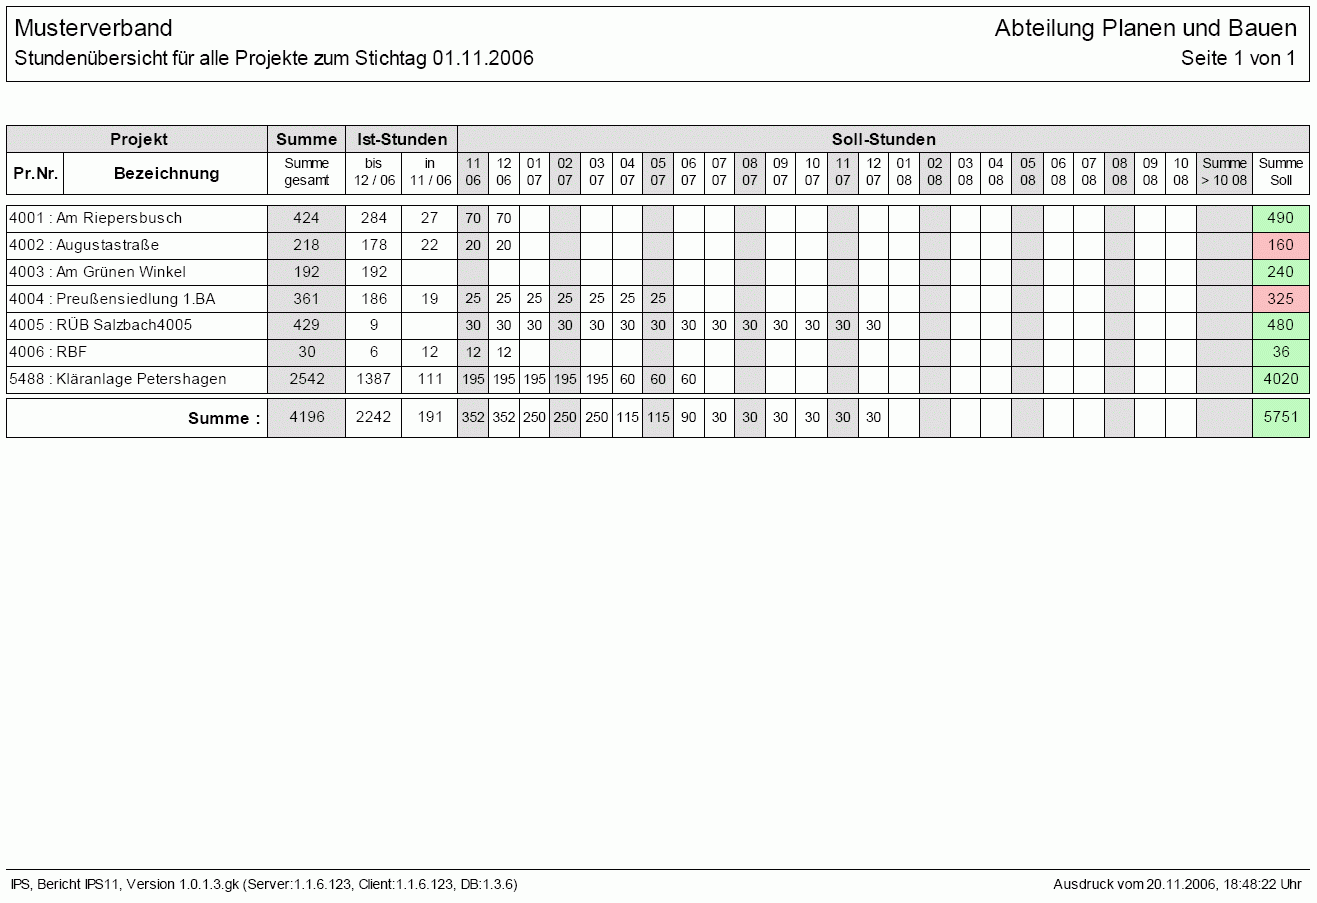 Musterverband Abteilung Planen und Bauen
Stundenübersicht für alle Projekte zum Stichtag 01.11.2006 Seite 1 von 1
Projekt Summe Ist-Stunden Soll-Stunden
Pr.Nr. Bezeichnung Summe gesamt bis 12 / 06 in 11 / 06 11 06 12 06 01 07 02 07 03 07 04 07 05 07 06 07 07 07 08 07 09 07 10 07 11 07 12 07 01 08 02 08 03 08 04 08 05 08 06 08 07 08 08 08 09 08 10 08 Summe > 10 08 Summe Soll
4001 : Am Riepersbusch 424 284 27 70 70 490
4002 : Augustastraße 218 178 22 20 20 160
4003 : Am Grünen Winkel 192 192 240
4004 : Preußensiedlung 1.BA 361 186 19 25 25 25 25 25 25 25 325
4005 : RÜB Salzbach4005 429 9 30 30 30 30 30 30 30 30 30 30 30 30 30 30 480
4006 : RBF 30 6 12 12 12 36
5488 : Kläranlage Petershagen 2542 1387 111 195 195 195 195 195 60 60 60 4020
Summe : 4196 2242 191 352 352 250 250 250 115 115 90 30 30 30 30 30 30 5751
IPS, Bericht IPS11, Version 1.0.1.3.gk (Server:1.1.6.123, Client:1.1.6.123, DB:1.3.6) Ausdruck vom 20.11.2006, 18:48:22 Uhr